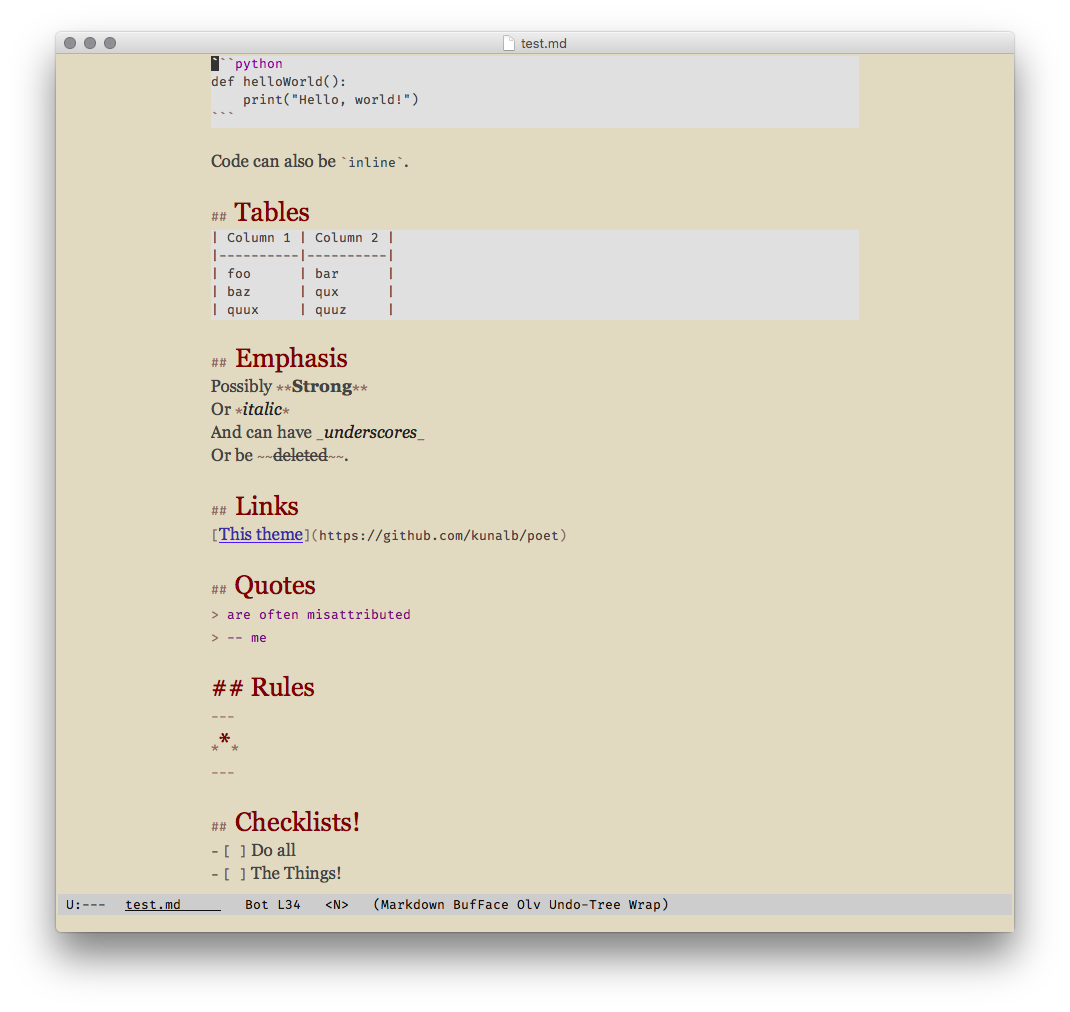 test.md
```python
def helloWorld():
    print("Hello, world!")
```
Code can also be `inline`.
## Tables
| Column 1 | Column 2 |
|----------|----------|
| foo      | bar      |
| baz      | qux      |
| quux     | quuz     |
## Emphasis
Possibly **Strong**
Or *italic*
And can have _underscores_
Or be ~~deleted~~.
## Links
[This theme](https://github.com/kunalb/poet)
## Quotes
> are often misattributed
> -- me
## Rules
---
***
---
## Checklists!
- [ ] Do all
- [ ] The Things!
U:---  test.md  Bot L34  <N>  (Markdown BufFace Olv Undo-Tree Wrap)